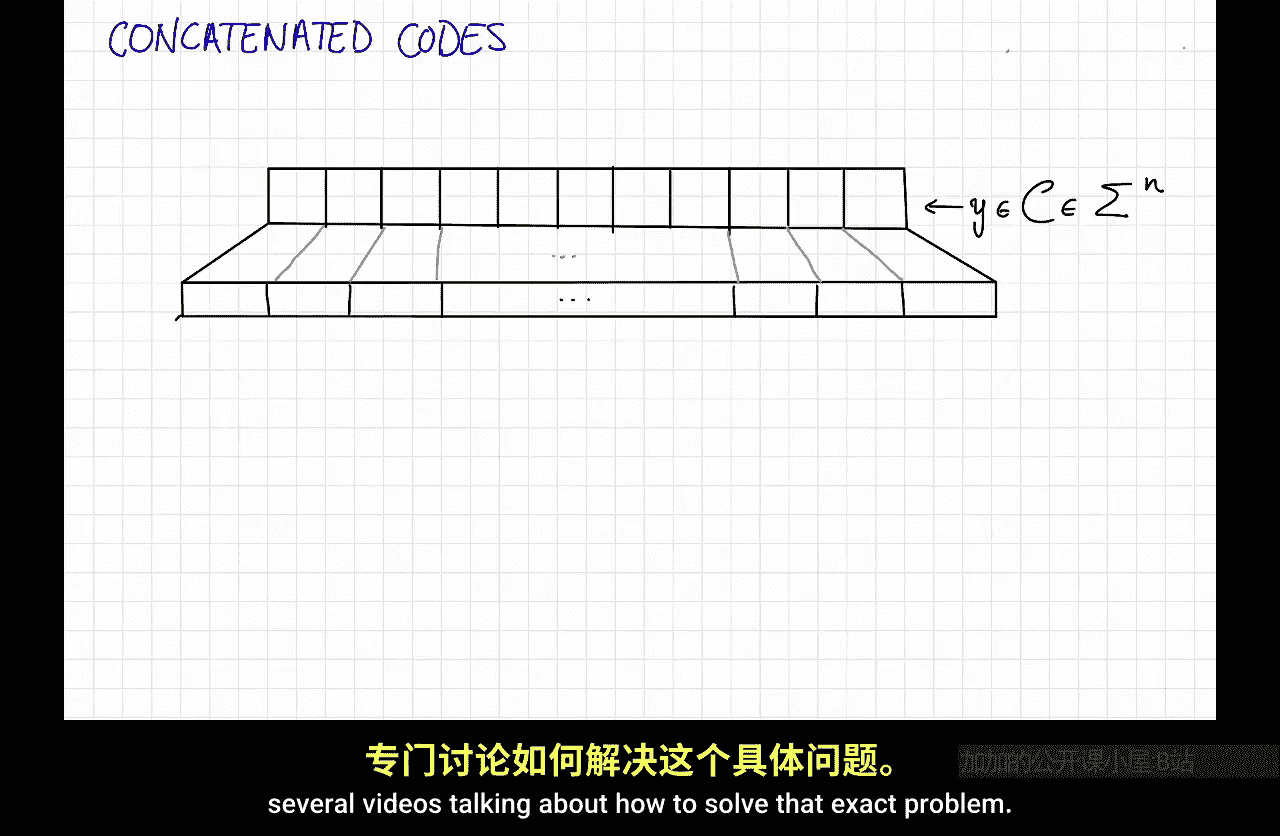 CONCATENATED CODES
← y ∈ C ∈ Σ^n
...
...
专门讨论如何解决这个具体问题。
加加的公开课小屋 B站
several videos talking about how to solve that exact problem.